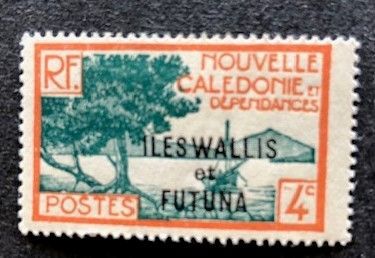 RF.
NOUVELLE
CALEDONIE ET
DÉPENDANCES
ILES WALLIS
et
FUTUNA
POSTES
4c